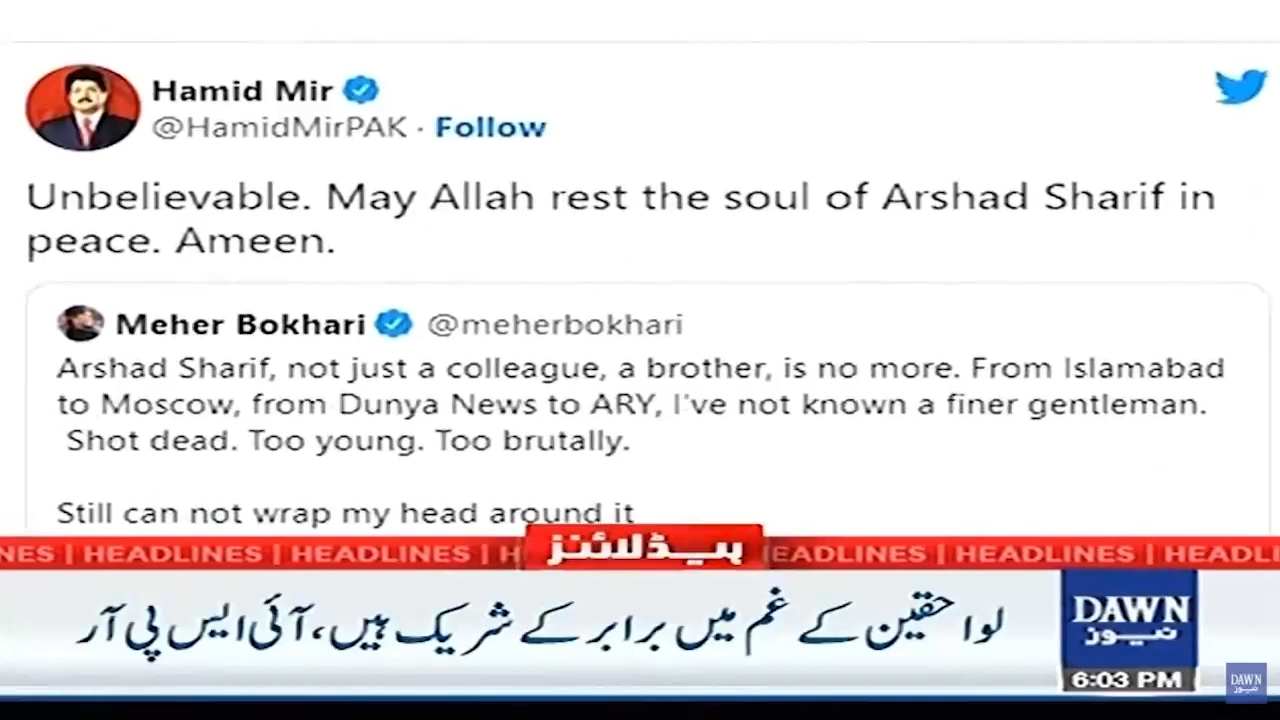 Hamid Mir
@HamidMirPAK · Follow
Unbelievable. May Allah rest the soul of Arshad Sharif in
peace. Ameen.
Meher Bokhari @meherbokhari
Arshad Sharif, not just a colleague, a brother, is no more. From Islamabad
to Moscow, from Dunya News to ARY, I've not known a finer gentleman.
Shot dead. Too young. Too brutally.
Still can not wrap my head around it
NES | HEADLINES | HEADLINES | H ہیڈلائنز EADLINES | HEADLINES | HEADLI
لواحقین کے غم میں برابر کے شریک ہیں، آئی ایس پی آر
DAWN
نیوز
6:03 PM
DAWN
نیوز